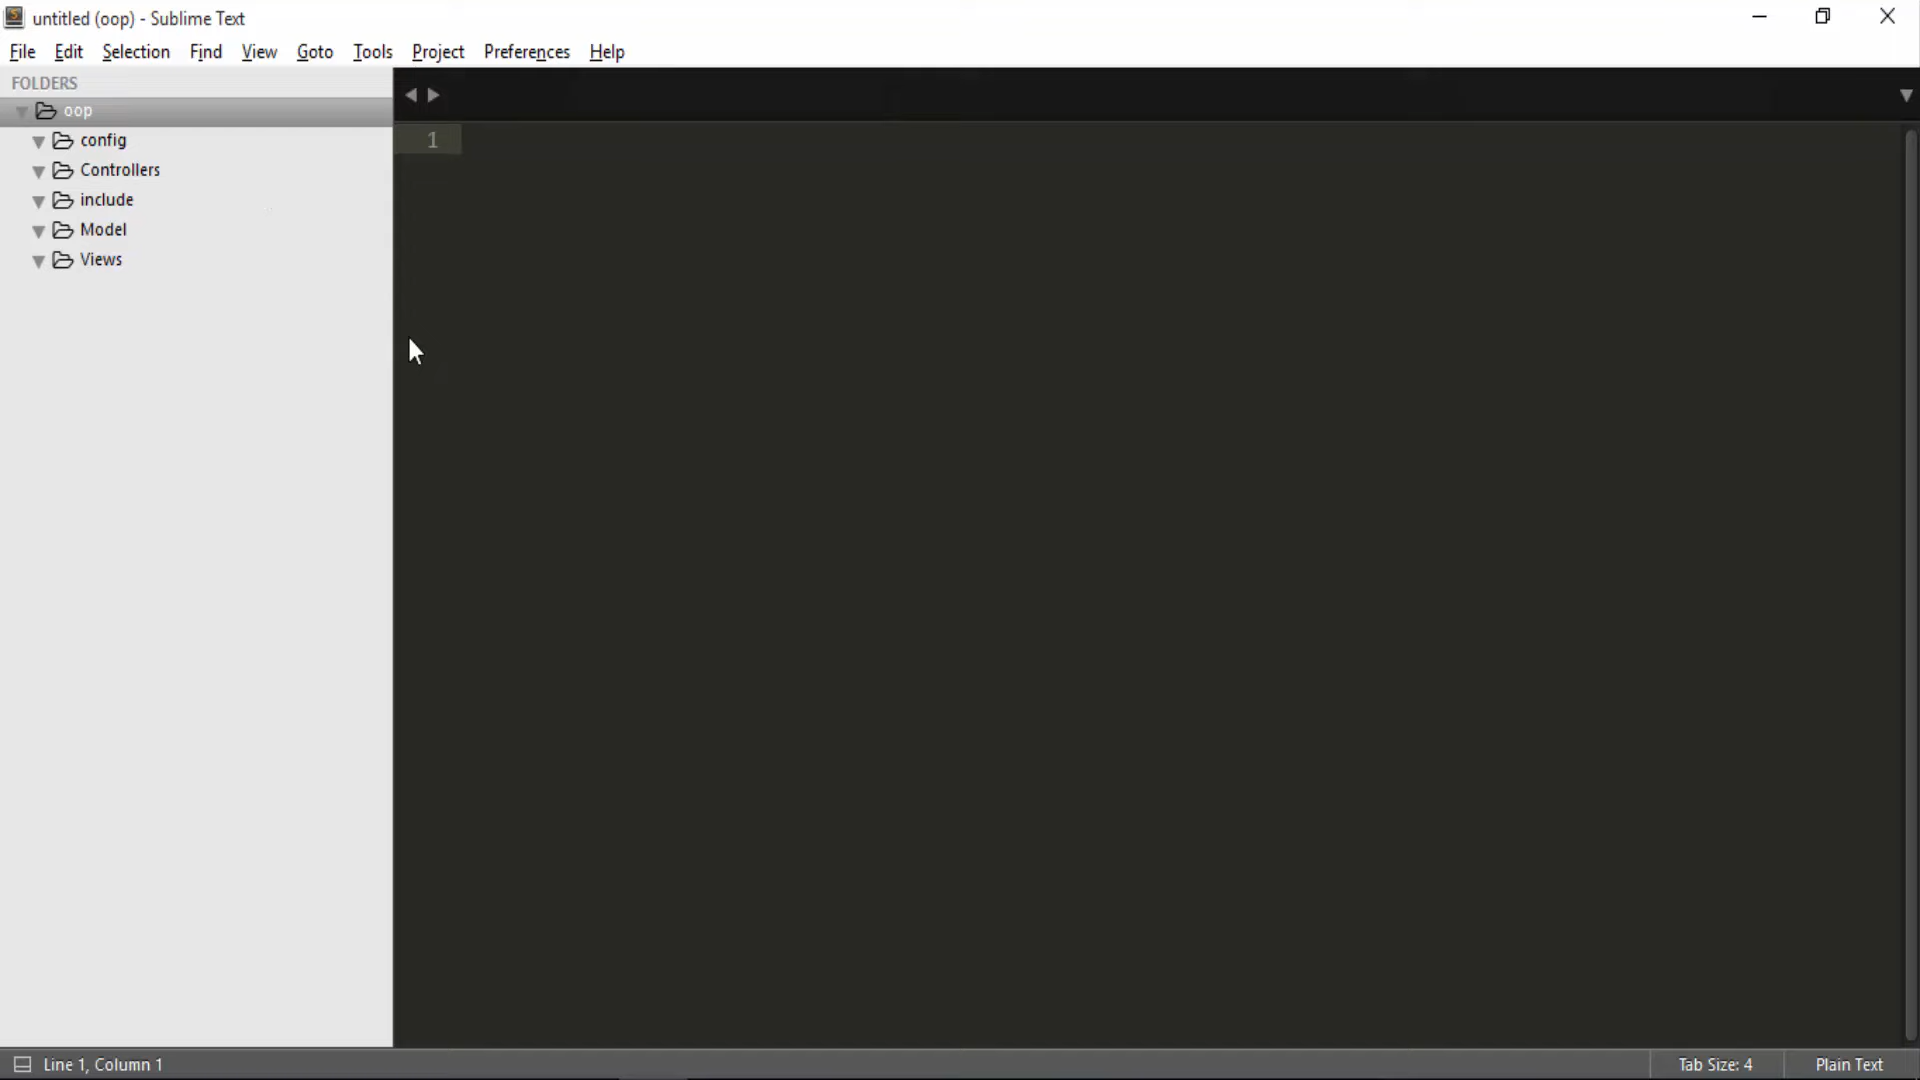 untitled (oop) - Sublime Text
File Edit Selection Find View Goto Tools Project Preferences Help
FOLDERS
oop
config
Controllers
include
Model
Views
1
Line 1, Column 1
Tab Size: 4
Plain Text